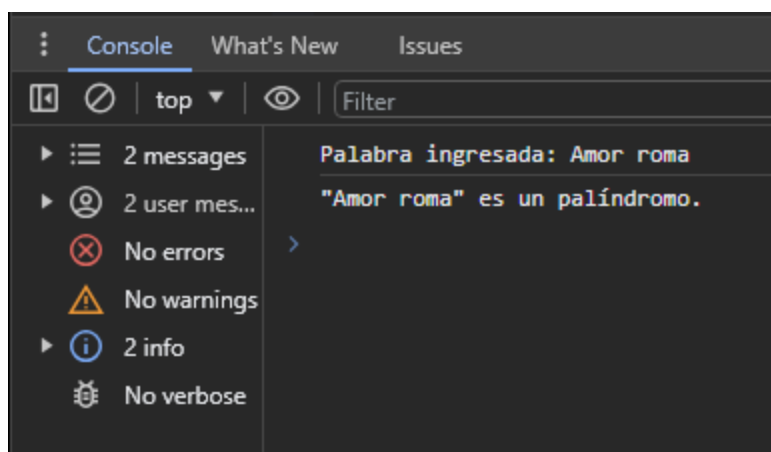 Console What's New Issues
top Filter
2 messages
2 user mes...
No errors
No warnings
2 info
No verbose
Palabra ingresada: Amor roma
"Amor roma" es un palíndromo.